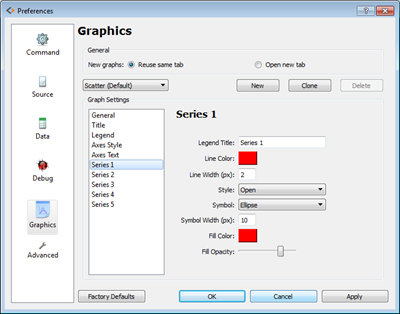 Preferences
Command
Source
Data
Debug
Graphics
Advanced
Graphics
General
New graphs: Reuse same tab Open new tab
Scatter (Default) New Clone Delete
Graph Settings
General
Title
Legend
Axes Style
Axes Text
Series 1
Series 2
Series 3
Series 4
Series 5
Series 1
Legend Title: Series 1
Line Color:
Line Width (px): 2
Style: Open
Symbol: Ellipse
Symbol Width (px): 10
Fill Color:
Fill Opacity:
Factory Defaults OK Cancel Apply